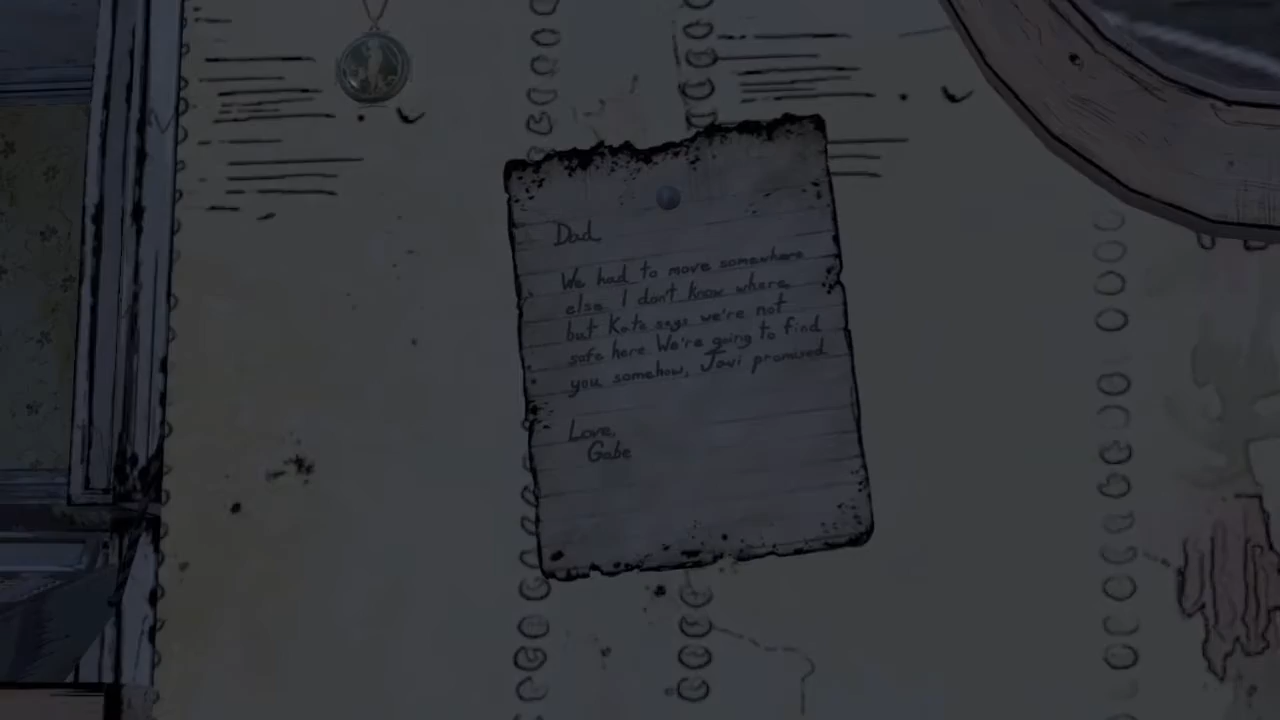 Dad,
We had to move somewhere
else. I don't know where
but Kate says we're not
safe here. We're going to find
you somehow, Javi promised.
Love,
Gabe